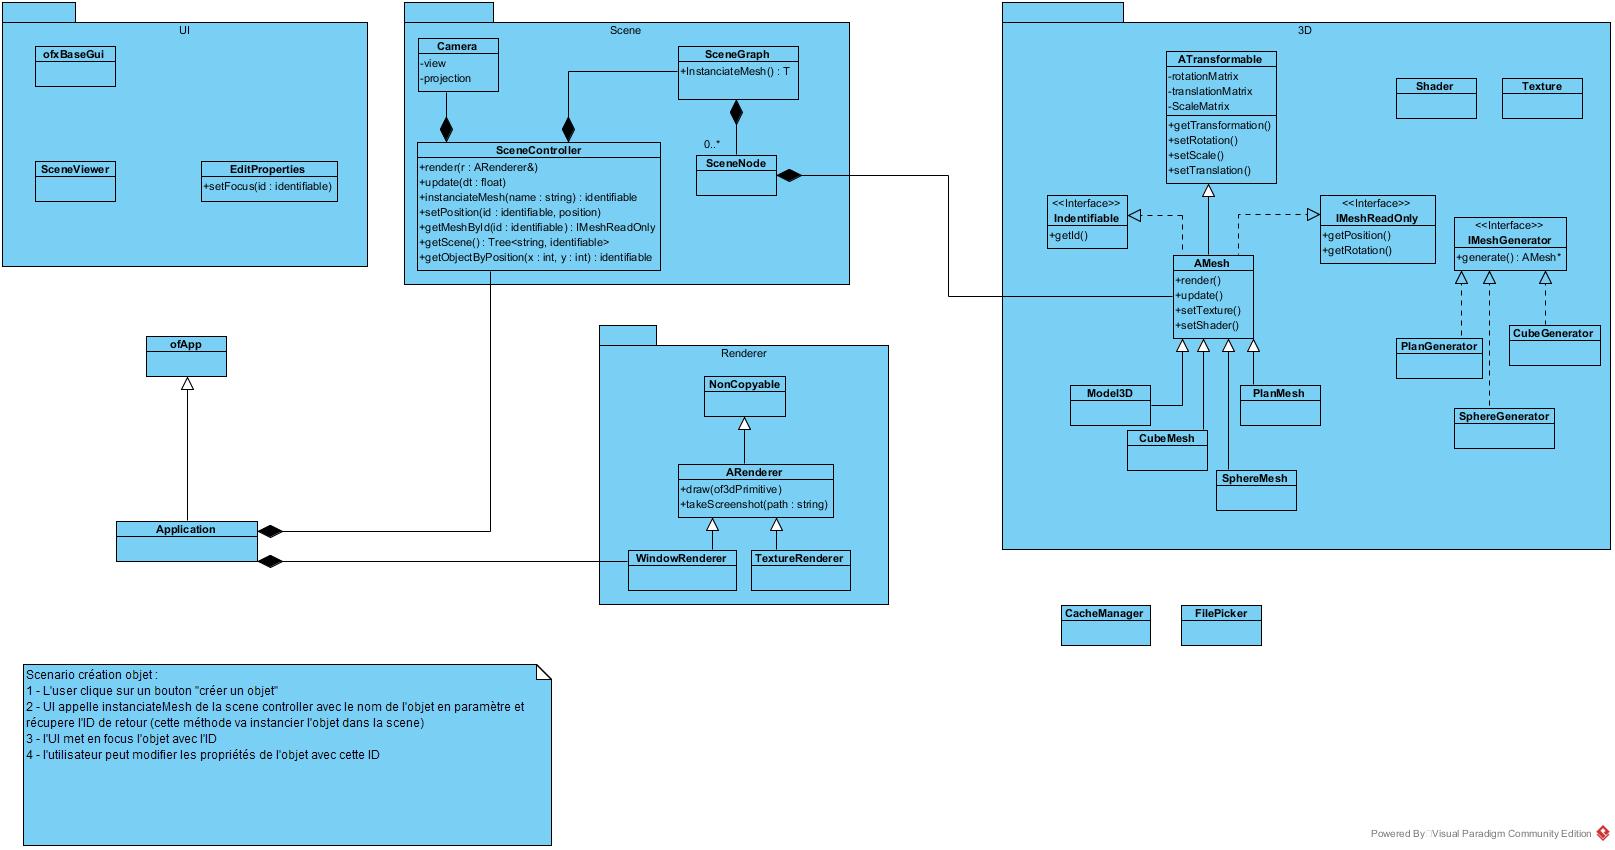 UI
ofxBaseGui
SceneViewer
EditProperties
+setFocus(id : identifiable)
Scene
Camera
-view
-projection
SceneGraph
+InstanciateMesh() : T
0..*
SceneNode
SceneController
+render(r : ARenderer&)
+update(dt : float)
+instanciateMesh(name : string) : identifiable
+setPosition(id : identifiable, position)
+getMeshById(id : identifiable) : IMeshReadOnly
+getScene() : Tree<string, identifiable>
+getObjectByPosition(x : int, y : int) : identifiable
3D
ATransformable
-rotationMatrix
-translationMatrix
-ScaleMatrix
+getTransformation()
+setRotation()
+setScale()
+setTranslation()
Shader
Texture
<<Interface>>
Indentifiable
+getId()
<<Interface>>
IMeshReadOnly
+getPosition()
+getRotation()
<<Interface>>
IMeshGenerator
+generate() : AMesh*
AMesh
+render()
+update()
+setTexture()
+setShader()
PlanGenerator
CubeGenerator
SphereGenerator
Model3D
PlanMesh
CubeMesh
SphereMesh
ofApp
Application
Renderer
NonCopyable
ARenderer
+draw(of3dPrimitive)
+takeScreenshot(path : string)
WindowRenderer
TextureRenderer
CacheManager
FilePicker
Scenario création objet :
1 - L'user clique sur un bouton "créer un objet"
2 - UI appelle instanciateMesh de la scene controller avec le nom de l'objet en paramètre et
récupere l'ID de retour (cette méthode va instancier l'objet dans la scene)
3 - l'UI met en focus l'objet avec l'ID
4 - l'utilisateur peut modifier les propriétés de l'objet avec cette ID
Powered By Visual Paradigm Community Edition